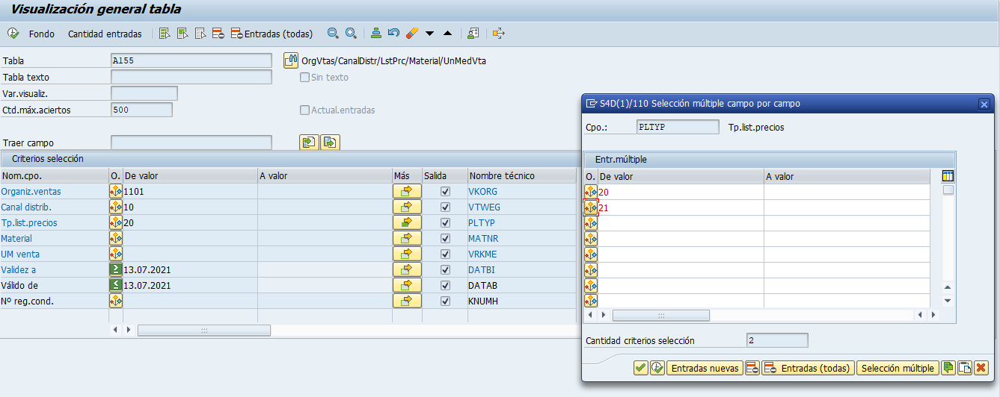 Visualización general tabla
Fondo Cantidad entradas Entradas (todas)
Tabla A155 OrgVtas/CanalDistr/LstPrc/Material/UnMedVta
Tabla texto Sin texto
Var.visualiz.
Ctd.máx.aciertos 500 Actual.entradas
Traer campo
Criterios selección
Nom.cpo. O. De valor A valor Más Salida Nombre técnico
Organiz.ventas 1101 VKORG
Canal distrib. 10 VTWEG
Tp.list.precios 20 PLTYP
Material MATNR
UM venta VRKME
Validez a ≥ 13.07.2021 DATBI
Válido de ≤ 13.07.2021 DATAB
Nº reg.cond. KNUMH
S4D(1)/110 Selección múltiple campo por campo
Cpo.: PLTYP Tp.list.precios
Entr.múltiple
O. De valor A valor
20
21
Cantidad criterios selección 2
Entradas nuevas Entradas (todas) Selección múltiple